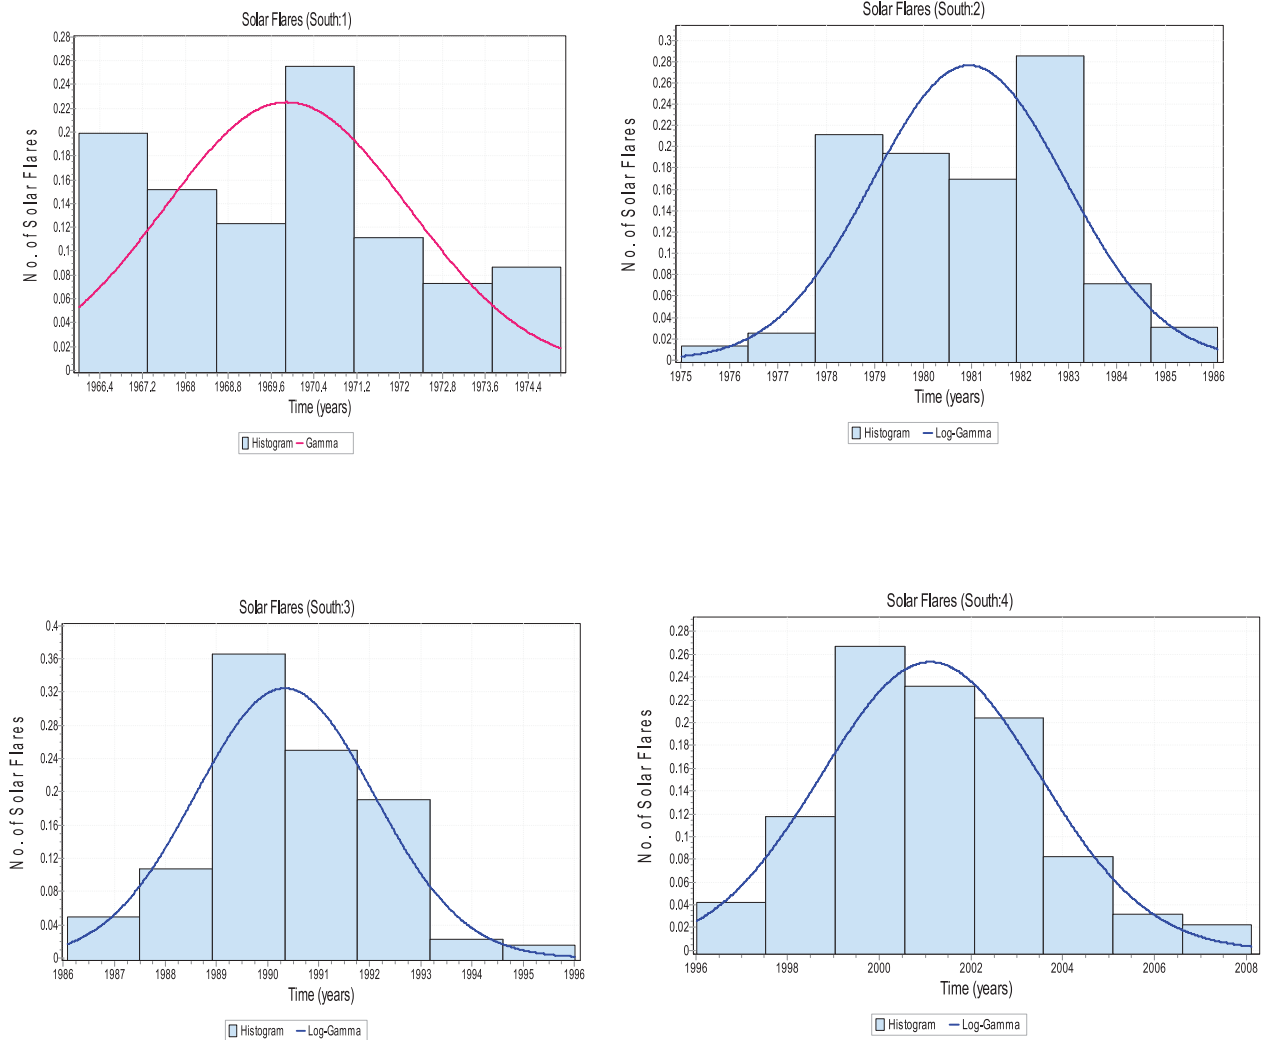 Solar Flares (South:1)
No. of Solar Flares
0.28
0.26
0.24
0.22
0.2
0.18
0.16
0.14
0.12
0.1
0.08
0.06
0.04
0.02
0
1966.4 1967.2 1968 1968.8 1969.6 1970.4 1971.2 1972 1972.8 1973.6 1974.4
Time (years)
Histogram Gamma
Solar Flares (South:2)
No. of Solar Flares
0.3
0.28
0.26
0.24
0.22
0.2
0.18
0.16
0.14
0.12
0.1
0.08
0.06
0.04
0.02
0
1975 1976 1977 1978 1979 1980 1981 1982 1983 1984 1985 1986
Time (years)
Histogram Log-Gamma
Solar Flares (South:3)
No. of Solar Flares
0.4
0.36
0.32
0.28
0.24
0.2
0.16
0.12
0.08
0.04
0
1986 1987 1988 1989 1990 1991 1992 1993 1994 1995 1996
Time (years)
Histogram Log-Gamma
Solar Flares (South:4)
No. of Solar Flares
0.28
0.26
0.24
0.22
0.2
0.18
0.16
0.14
0.12
0.1
0.08
0.06
0.04
0.02
0
1996 1998 2000 2002 2004 2006 2008
Time (years)
Histogram Log-Gamma